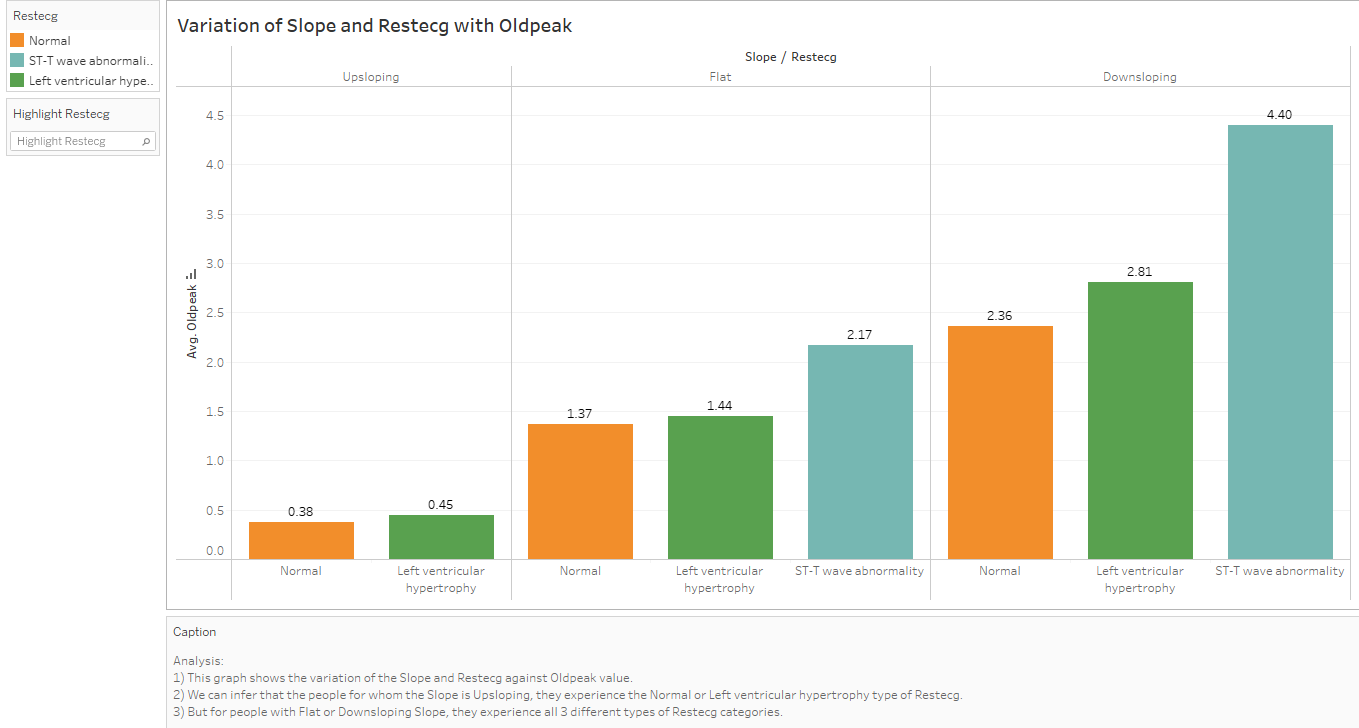 Restecg
Normal
ST-T wave abnormali..
Left ventricular hype..
Highlight Restecg
Highlight Restecg
Variation of Slope and Restecg with Oldpeak
Slope / Restecg
Upsloping
Flat
Downsloping
Avg. Oldpeak
4.5
4.0
3.5
3.0
2.5
2.0
1.5
1.0
0.5
0.0
0.38
0.45
1.37
1.44
2.17
2.36
2.81
4.40
Normal
Left ventricular
hypertrophy
Normal
Left ventricular
hypertrophy
ST-T wave abnormality
Normal
Left ventricular
hypertrophy
ST-T wave abnormality
Caption
Analysis:
1) This graph shows the variation of the Slope and Restecg against Oldpeak value.
2) We can infer that the people for whom the Slope is Upsloping, they experience the Normal or Left ventricular hypertrophy type of Restecg.
3) But for people with Flat or Downsloping Slope, they experience all 3 different types of Restecg categories.